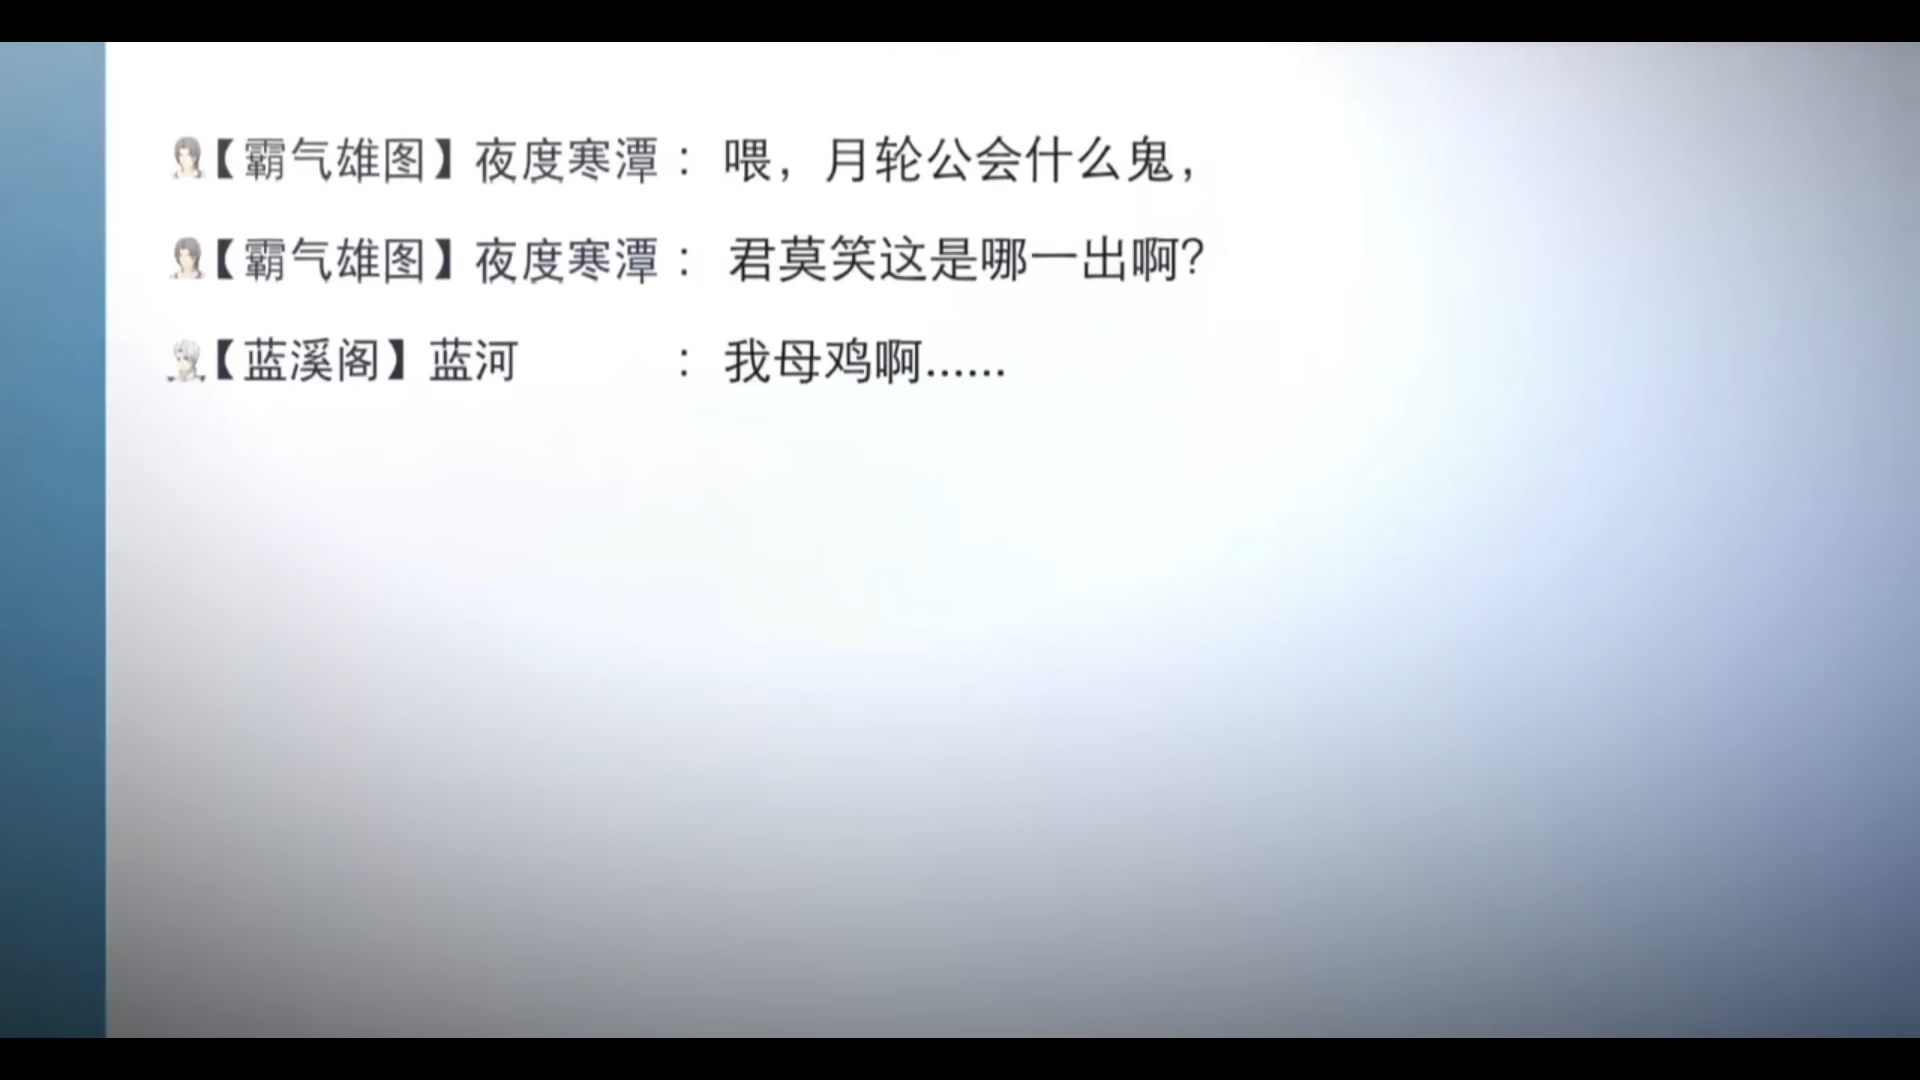 【霸气雄图】夜度寒潭：喂，月轮公会什么鬼，
【霸气雄图】夜度寒潭：君莫笑这是哪一出啊？
【蓝溪阁】蓝河：我母鸡啊......